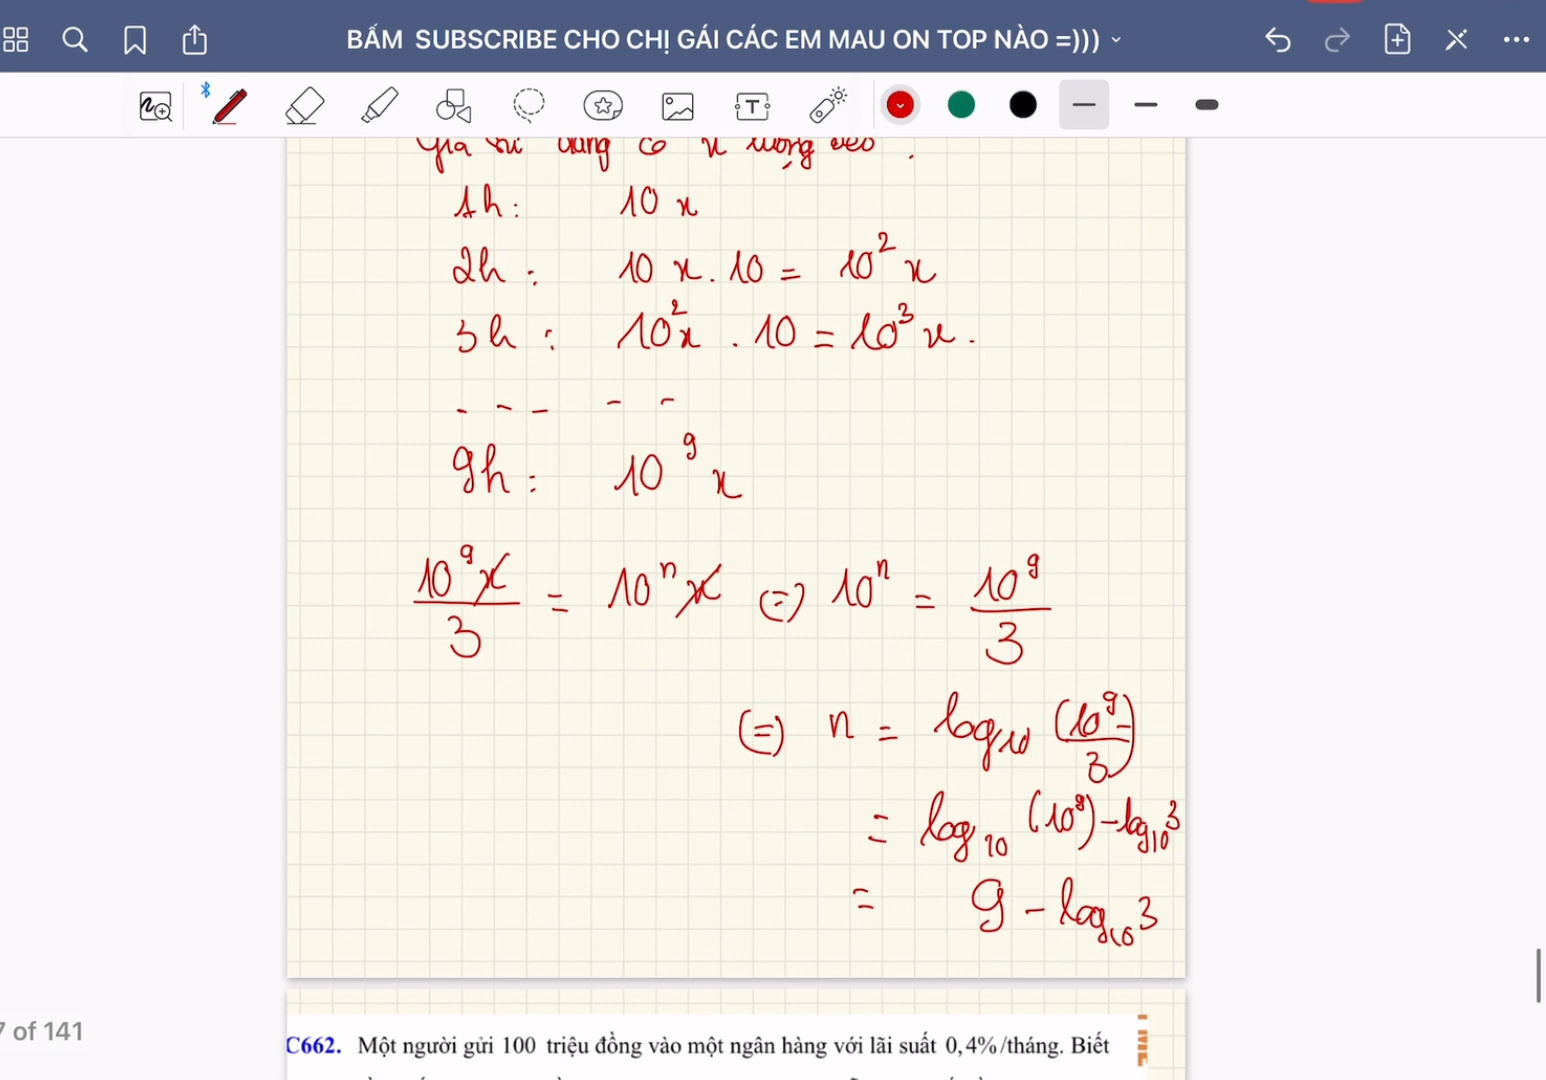 BẤM SUBSCRIBE CHO CHỊ GÁI CÁC EM MAU ON TOP NÀO =)))
Giả sử
1h: 10 x
2h: 10 x . 10 = 10² x
3h: 10² x . 10 = 10³ x .
- - - - -
9h: 10⁹ x
10⁹x / 3 = 10ⁿ x (=) 10ⁿ = 10⁹ / 3
(=) n = log₁₀ (10⁹ / 3)
= log₁₀ (10⁹) - log₁₀ 3
= 9 - log₁₀ 3
7 of 141
C662. Một người gửi 100 triệu đồng vào một ngân hàng với lãi suất 0,4%/tháng. Biết